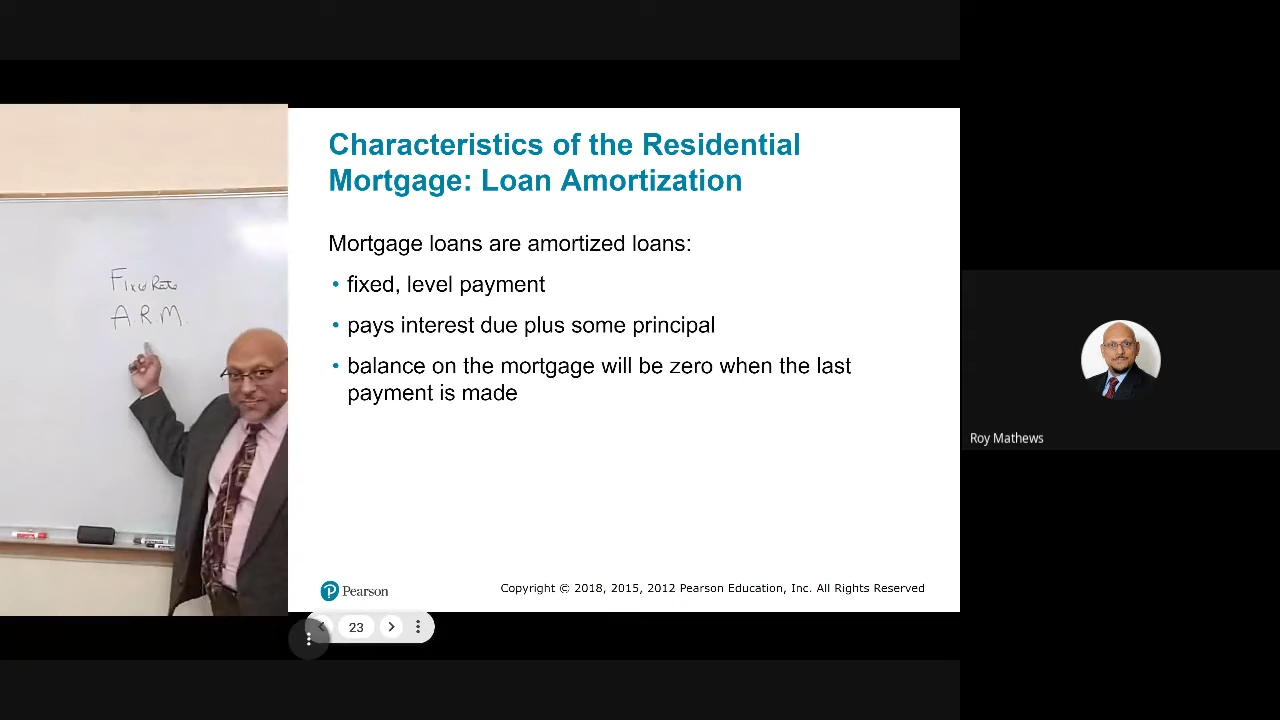 Fixed Rate
A.R.M.
Characteristics of the Residential
Mortgage: Loan Amortization
Mortgage loans are amortized loans:
• fixed, level payment
• pays interest due plus some principal
• balance on the mortgage will be zero when the last
payment is made
Pearson
Copyright © 2018, 2015, 2012 Pearson Education, Inc. All Rights Reserved
23
Roy Mathews